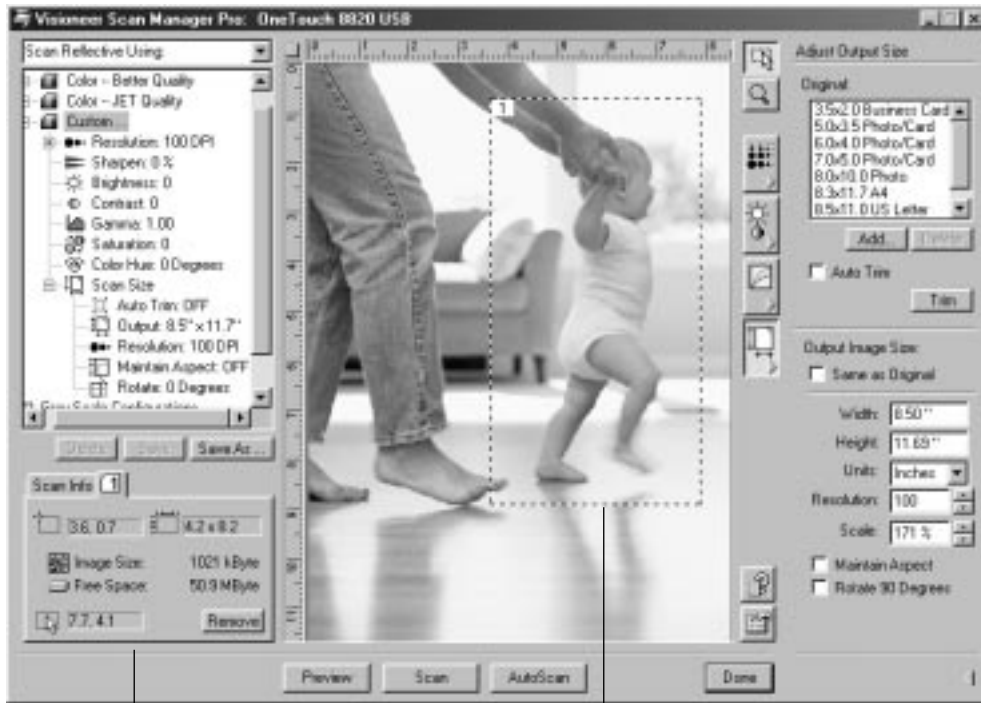 Visioneer Scan Manager Pro: OneTouch 8820 USB
Scan Reflective Using:
Color -- Better Quality
Color -- JET Quality
Custom
Resolution: 100 DPI
Sharpen: 0 %
Brightness: 0
Contrast: 0
Gamma: 1.00
Saturation: 0
Color Hue: 0 Degrees
Scan Size
Auto Trim: OFF
Output: 8.5" x 11.7"
Resolution: 100 DPI
Maintain Aspect: OFF
Rotate: 0 Degrees
Gray Scale Configurations
Delete Save Save As ...
Scan Info 1
3.6, 0.7 4.2 x 8.2
Image Size: 1021 kByte
Free Space: 50.9 MByte
7.7, 4.1 Remove
1
Preview Scan AutoScan Done
Adjust Output Size
Original:
3.5x2.0 Business Card
5.0x3.5 Photo/Card
6.0x4.0 Photo/Card
7.0x5.0 Photo/Card
8.0x10.0 Photo
8.3x11.7 A4
8.5x11.0 US Letter
Add... Delete
Auto Trim
Trim
Output Image Size:
Same as Original
Width: 8.50"
Height: 11.69"
Units: Inches
Resolution: 100
Scale: 171 %
Maintain Aspect
Rotate 90 Degrees